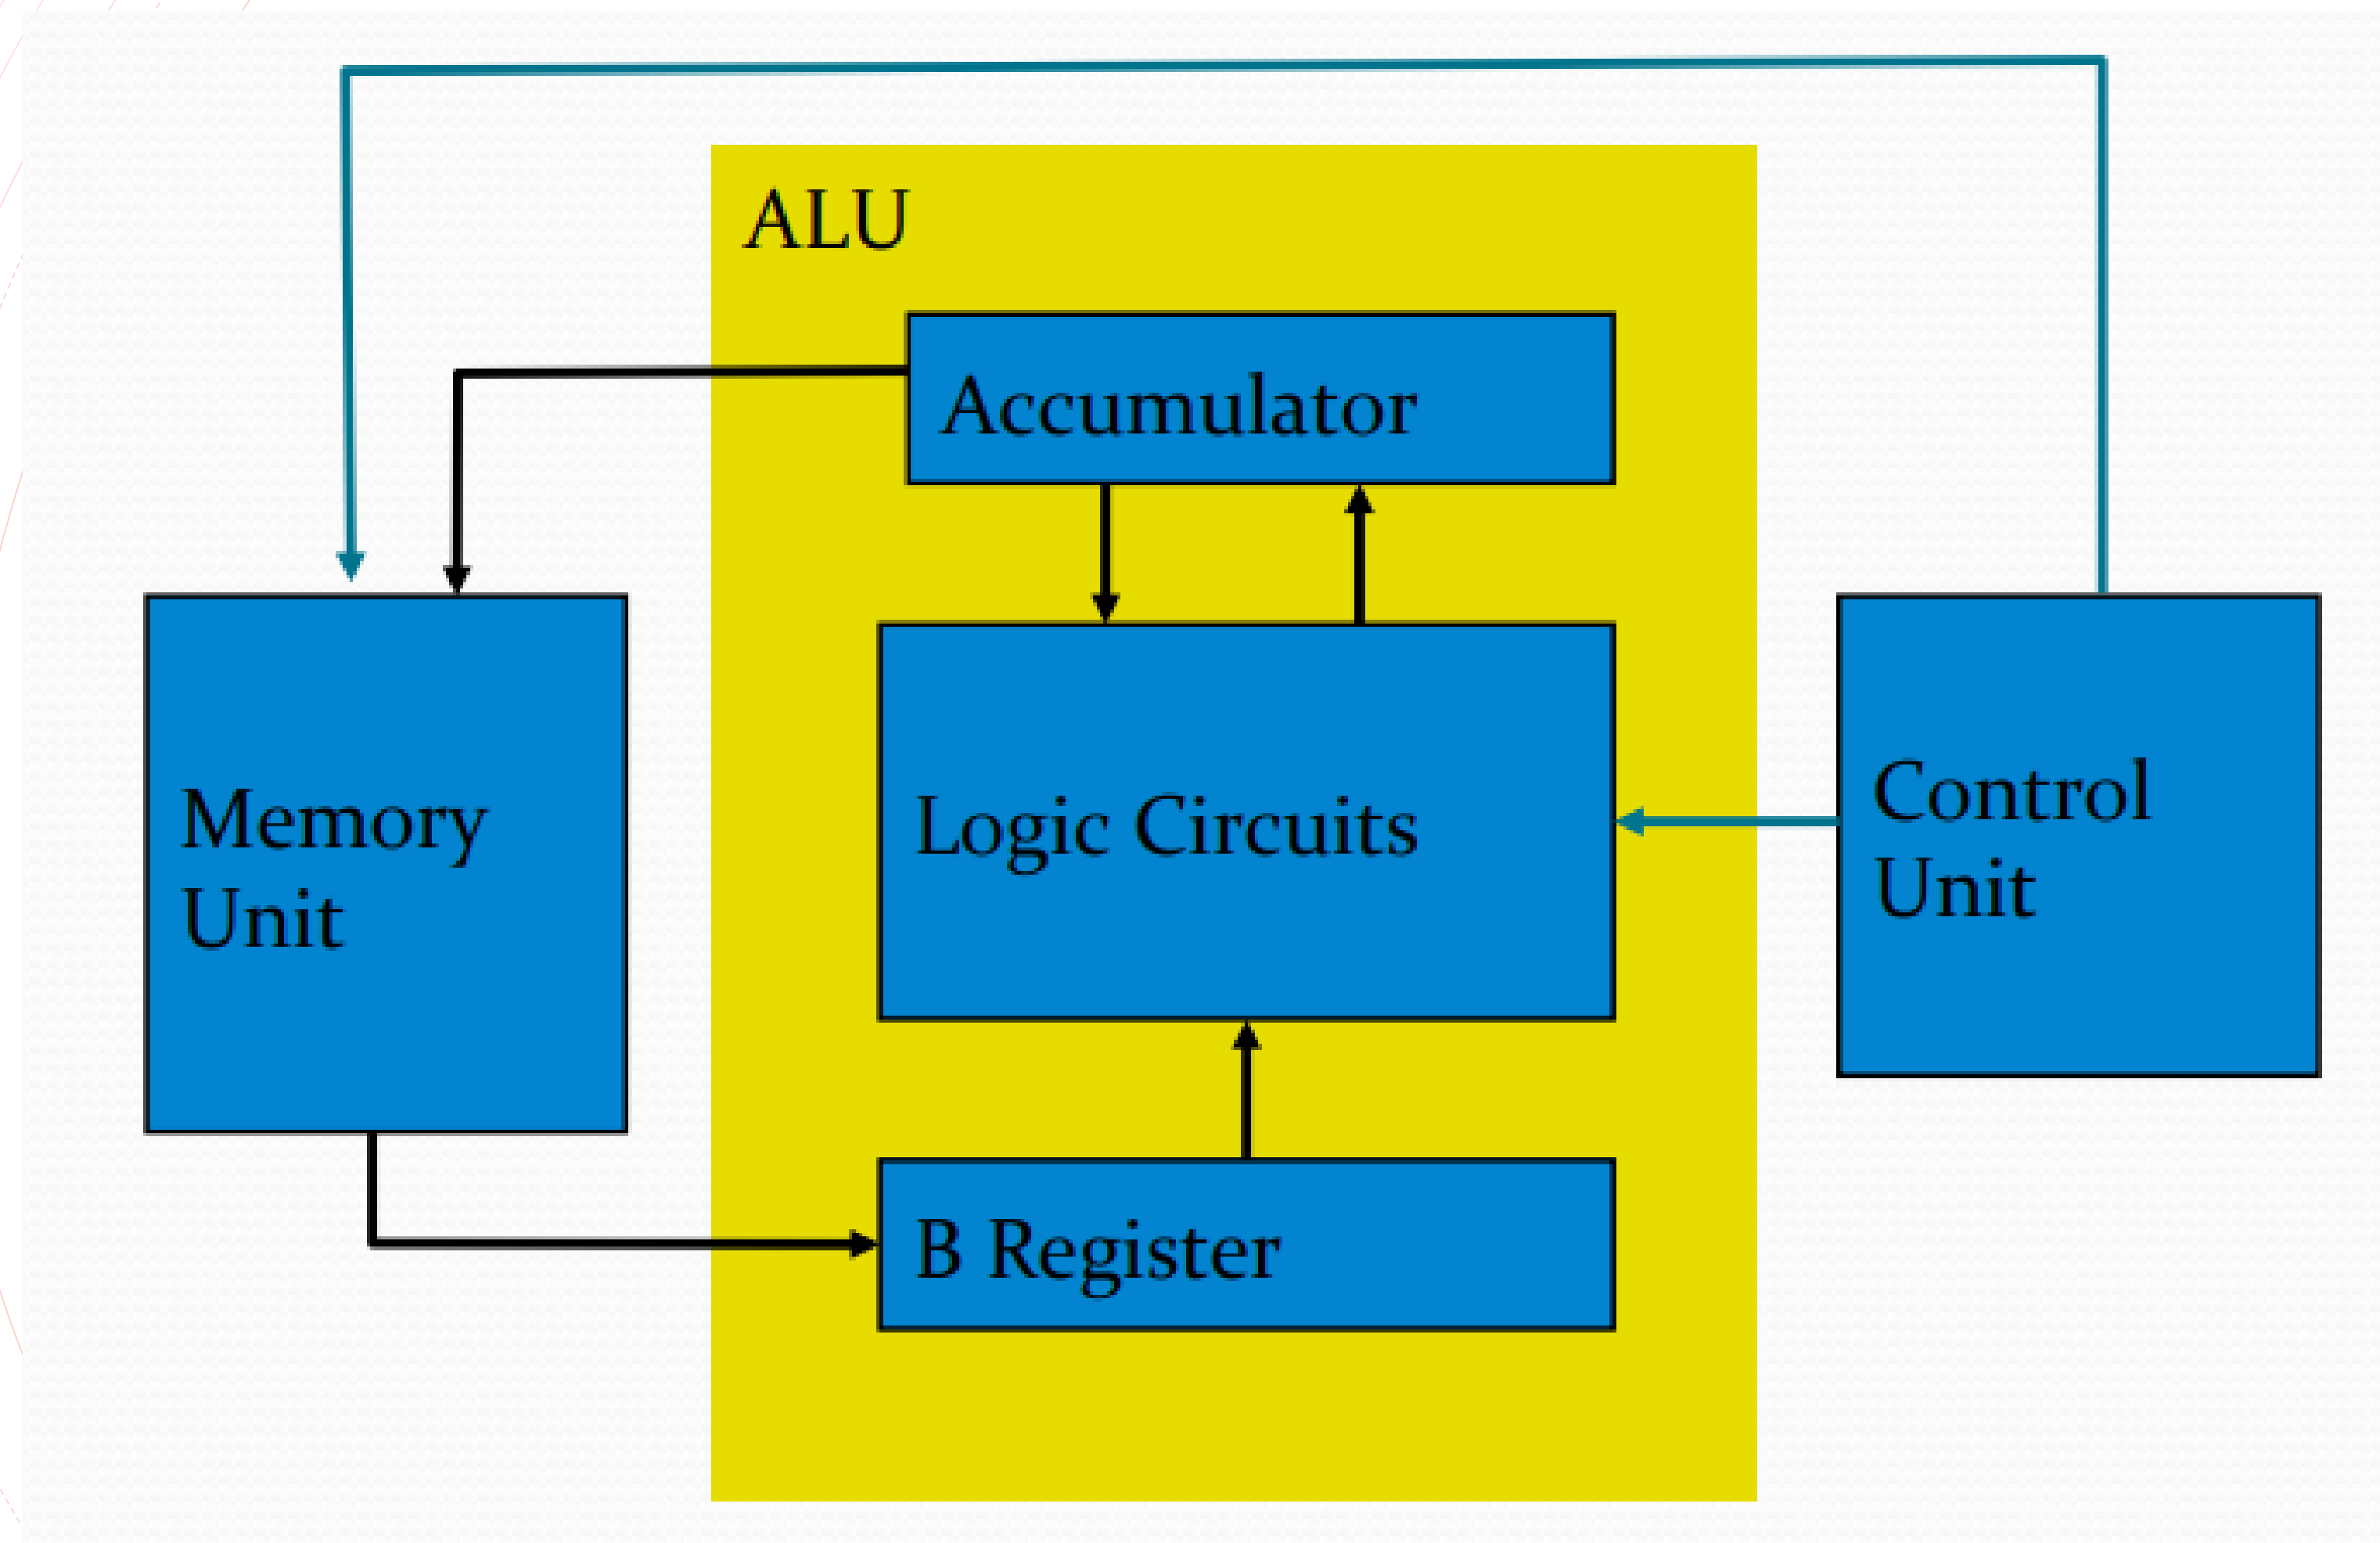 ALU
Accumulator
Memory
Unit
Logic Circuits
Control
Unit
B Register